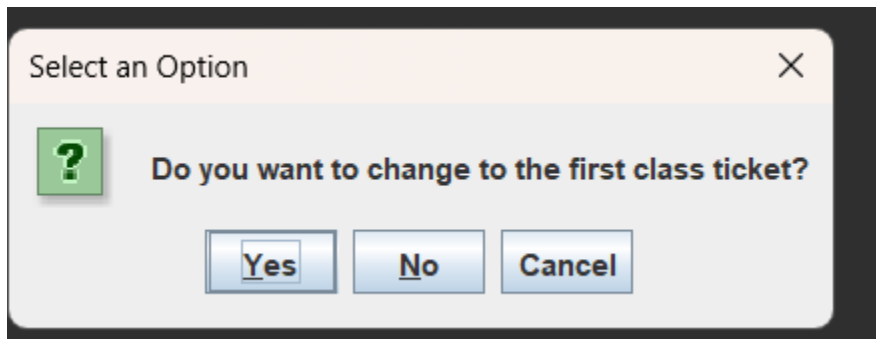 Select an Option
?
Do you want to change to the first class ticket?
Yes
No
Cancel